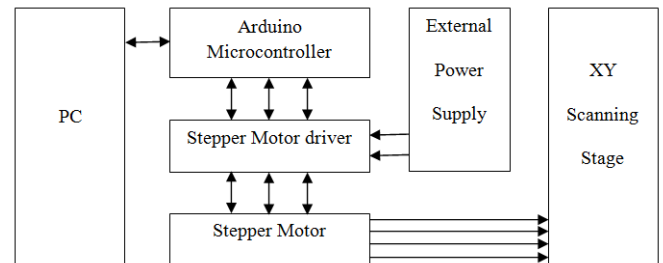 PC
Arduino
Microcontroller
Stepper Motor driver
Stepper Motor
External
Power
Supply
XY
Scanning
Stage